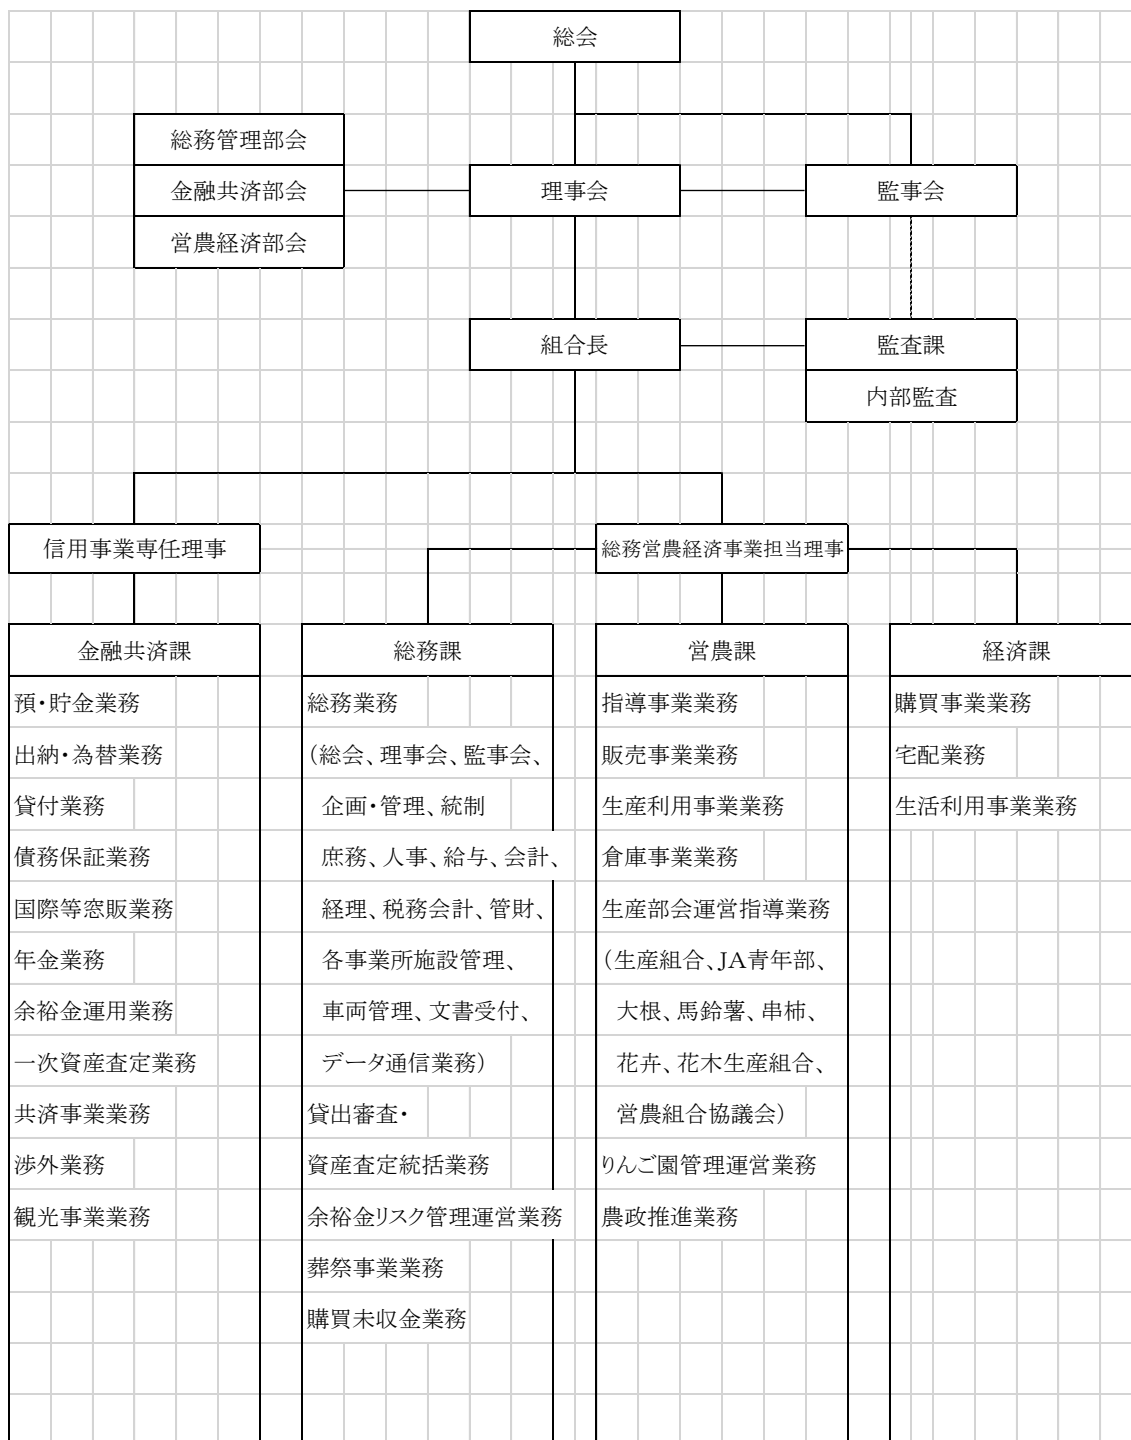 総会
総務管理部会
金融共済部会
営農経済部会
理事会
監事会
組合長
監査課
内部監査
信用事業専任理事
総務営農経済事業担当理事
金融共済課
預・貯金業務
出納・為替業務
貸付業務
債務保証業務
国際等窓販業務
年金業務
余裕金運用業務
一次資産査定業務
共済事業業務
渉外業務
観光事業業務
総務課
総務業務
（総会、理事会、監事会、
企画・管理、統制
庶務、人事、給与、会計、
経理、税務会計、管財、
各事業所施設管理、
車両管理、文書受付、
データ通信業務）
貸出審査・
資産査定統括業務
余裕金リスク管理運営業務
葬祭事業業務
購買未収金業務
営農課
指導事業業務
販売事業業務
生産利用事業業務
倉庫事業業務
生産部会運営指導業務
（生産組合、JA青年部、
大根、馬鈴薯、串柿、
花卉、花木生産組合、
営農組合協議会）
りんご園管理運営業務
農政推進業務
経済課
購買事業業務
宅配業務
生活利用事業業務